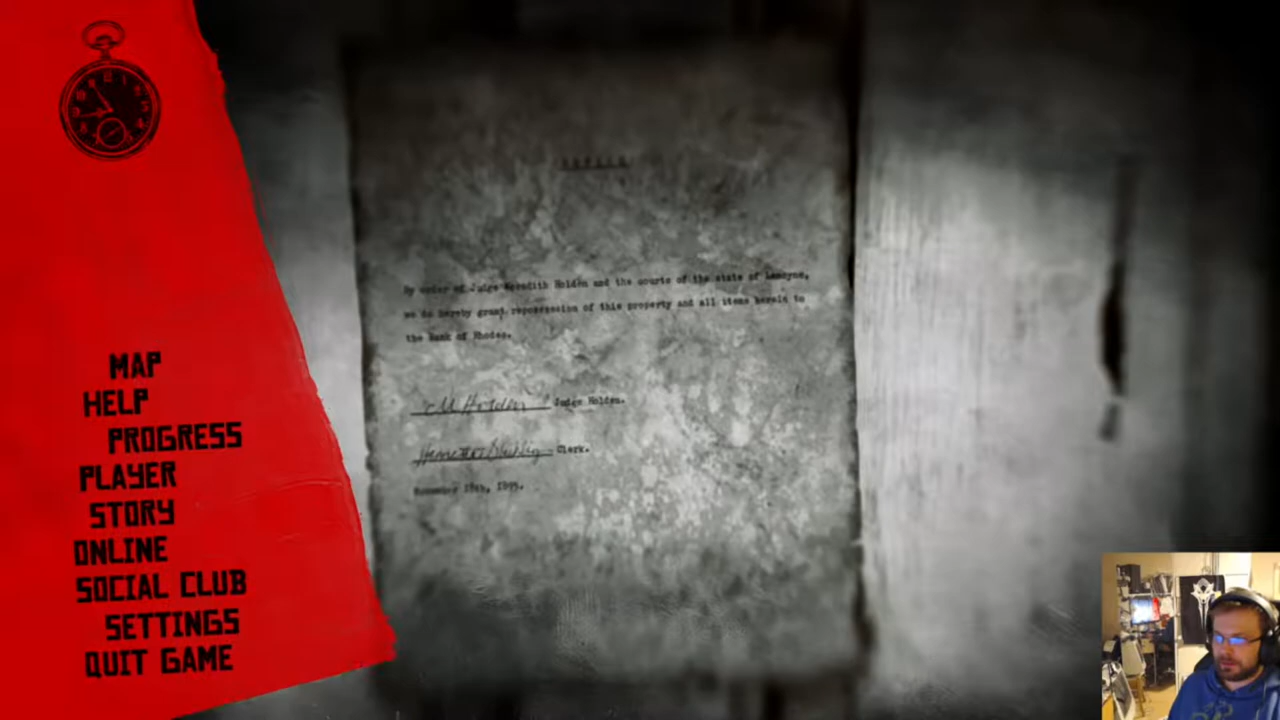 MAP
HELP
PROGRESS
PLAYER
STORY
ONLINE
SOCIAL CLUB
SETTINGS
QUIT GAME
By order of Judge Meredith Holden and the courts of the state of Lemoyne,
we do hereby grant repossession of this property and all items herein to
the Bank of Rhodes.
M Holden Judge Holden.
Clerk.
1895.